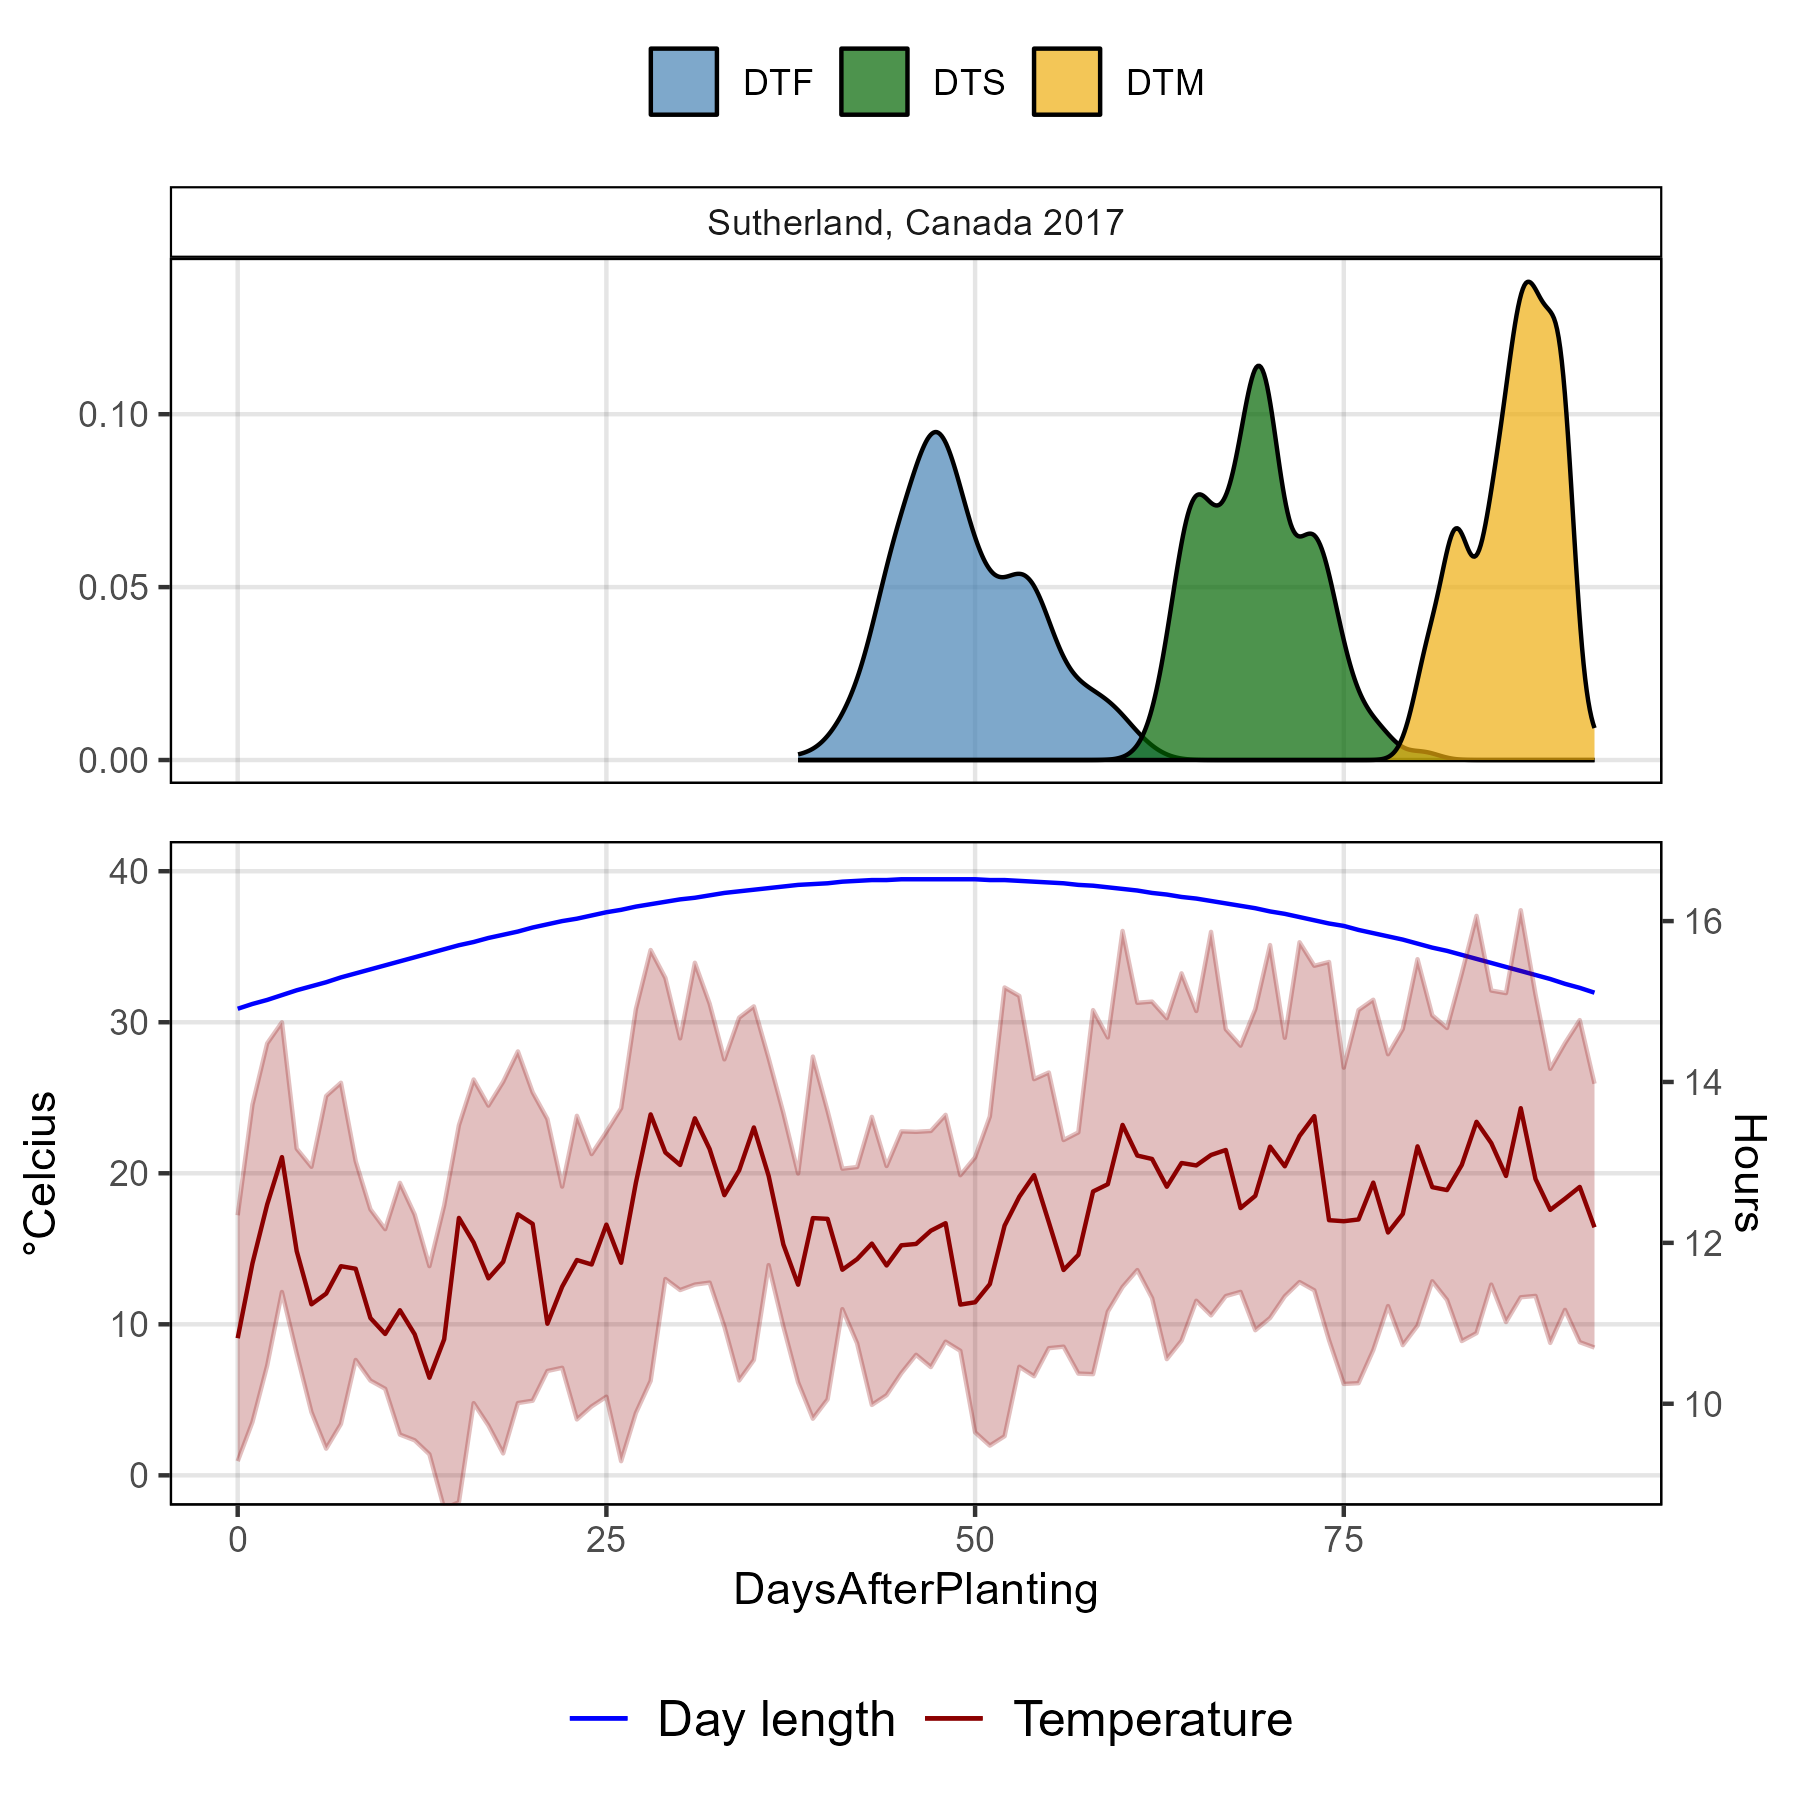 DTF DTS DTM
Sutherland, Canada 2017
0.10
0.05
0.00
40
30
20
10
0
°Celcius
16
14
12
10
Hours
0 25 50 75
DaysAfterPlanting
Day length Temperature